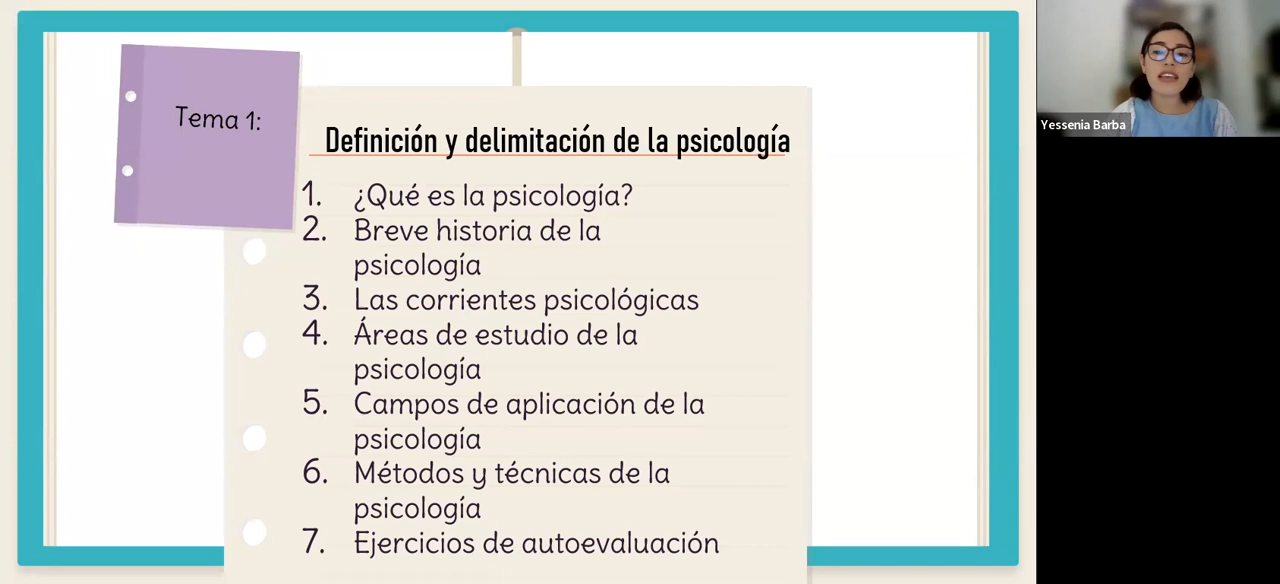 Tema 1:
Definición y delimitación de la psicología
1. ¿Qué es la psicología?
2. Breve historia de la
psicología
3. Las corrientes psicológicas
4. Áreas de estudio de la
psicología
5. Campos de aplicación de la
psicología
6. Métodos y técnicas de la
psicología
7. Ejercicios de autoevaluación
Yessenia Barba